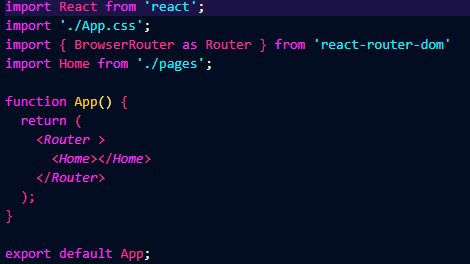 import React from 'react';
import './App.css';
import { BrowserRouter as Router } from 'react-router-dom'
import Home from './pages';

function App() {
  return (
    <Router >
      <Home></Home>
    </Router>
  );
}

export default App;